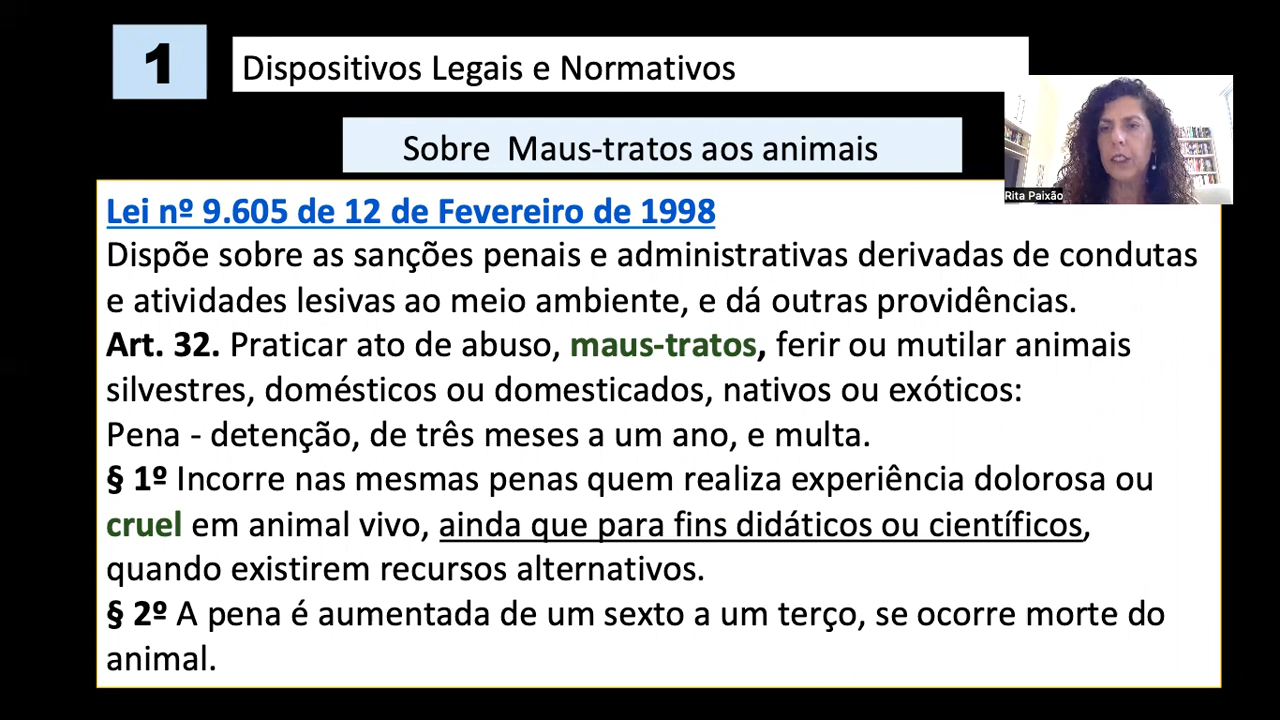 1
Dispositivos Legais e Normativos
Sobre Maus-tratos aos animais
Rita Paixão
Lei nº 9.605 de 12 de Fevereiro de 1998
Dispõe sobre as sanções penais e administrativas derivadas de condutas
e atividades lesivas ao meio ambiente, e dá outras providências.
Art. 32. Praticar ato de abuso, maus-tratos, ferir ou mutilar animais
silvestres, domésticos ou domesticados, nativos ou exóticos:
Pena - detenção, de três meses a um ano, e multa.
§ 1º Incorre nas mesmas penas quem realiza experiência dolorosa ou
cruel em animal vivo, ainda que para fins didáticos ou científicos,
quando existirem recursos alternativos.
§ 2º A pena é aumentada de um sexto a um terço, se ocorre morte do
animal.